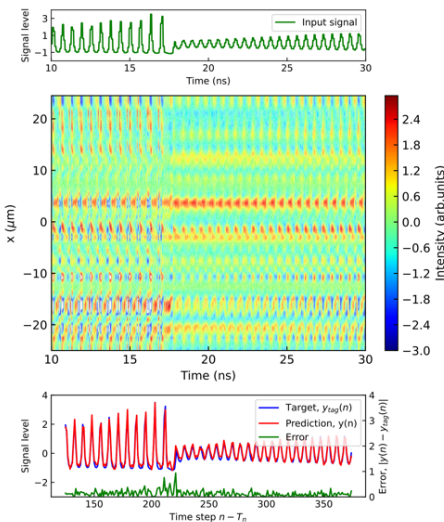 Signal level
3
1
−1
Input signal
10 15 20 25 30
Time (ns)
x (μm)
20
10
0
−10
−20
10 15 20 25 30
Time (ns)
2.4
1.8
1.2
0.6
0.0
−0.6
−1.2
−1.8
−2.4
−3.0
Intensity (arb.units)
Signal level
4
2
0
−2
Target, y_tag(n)
Prediction, y(n)
Error
4
3
2
1
0
Error, |y(n) − y_tag(n)|
150 200 250 300 350
Time step n − T_n